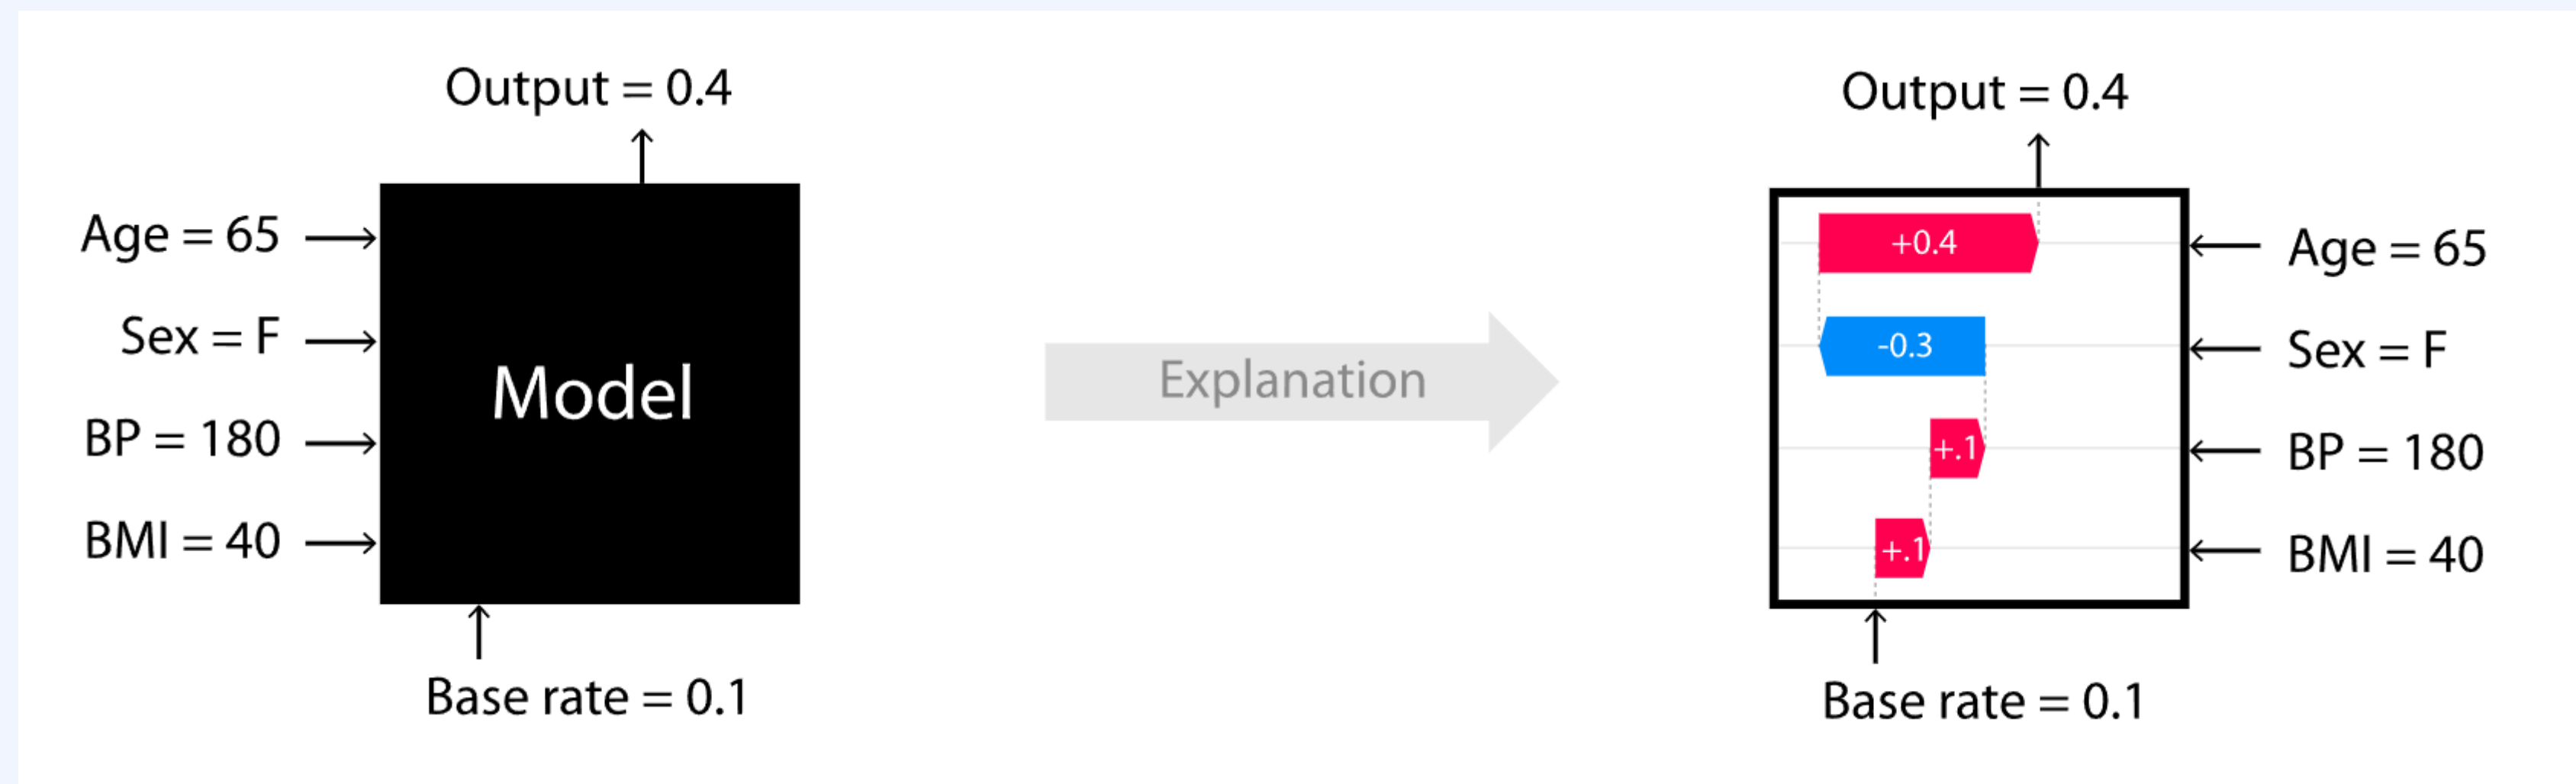 Output = 0.4
Age = 65
Sex = F
BP = 180
BMI = 40
Model
Base rate = 0.1
Explanation
Output = 0.4
+0.4
Age = 65
-0.3
Sex = F
+.1
BP = 180
+.1
BMI = 40
Base rate = 0.1